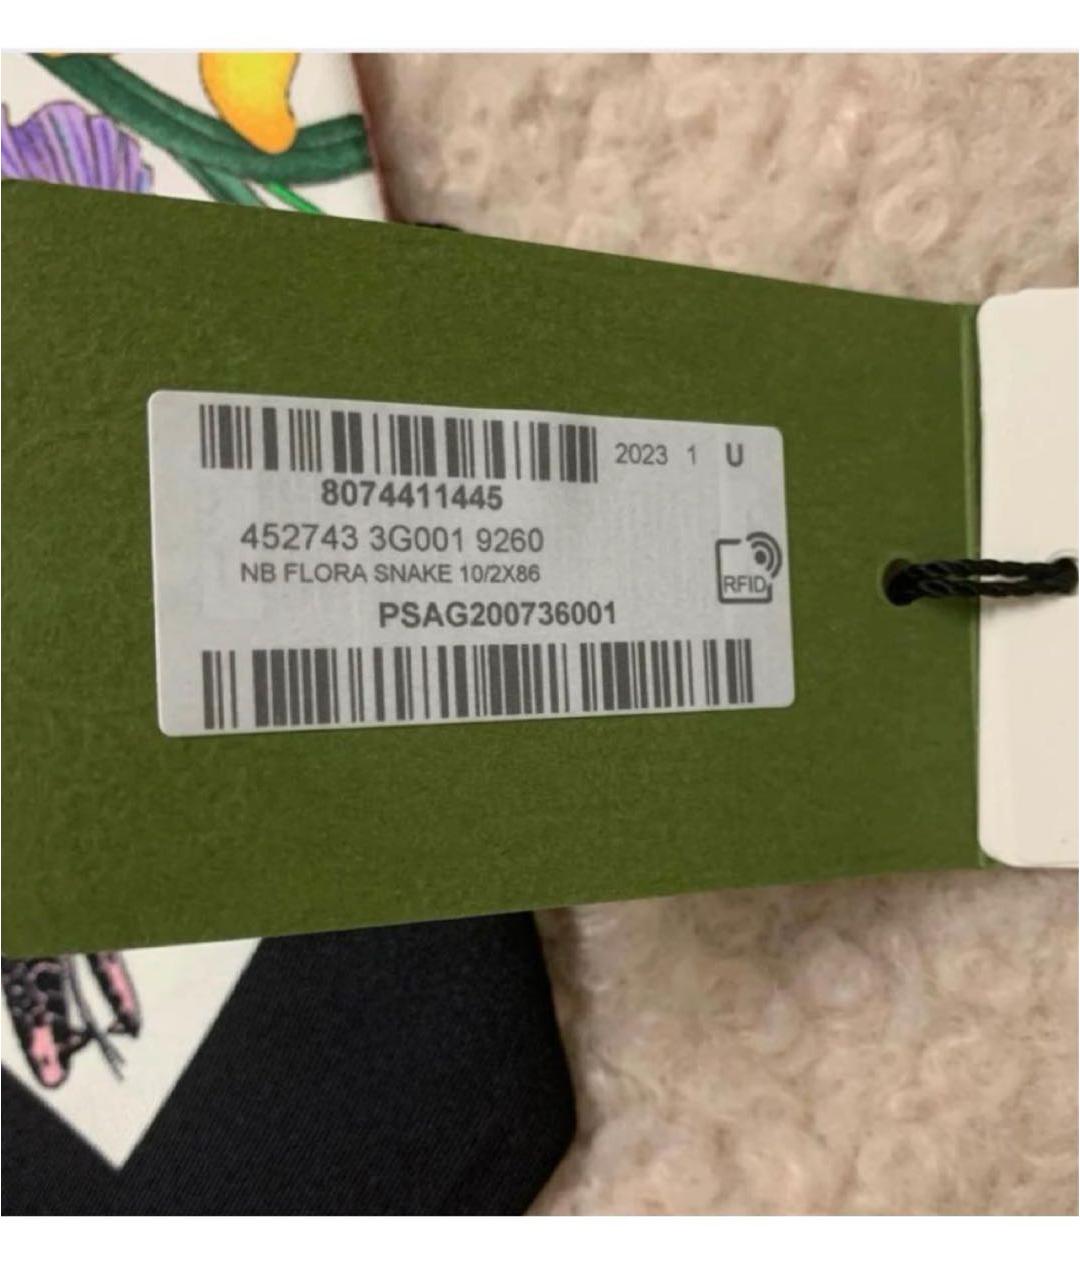 2023 1 U
8074411445
452743 3G001 9260
NB FLORA SNAKE 10/2X86
RFID
PSAG200736001